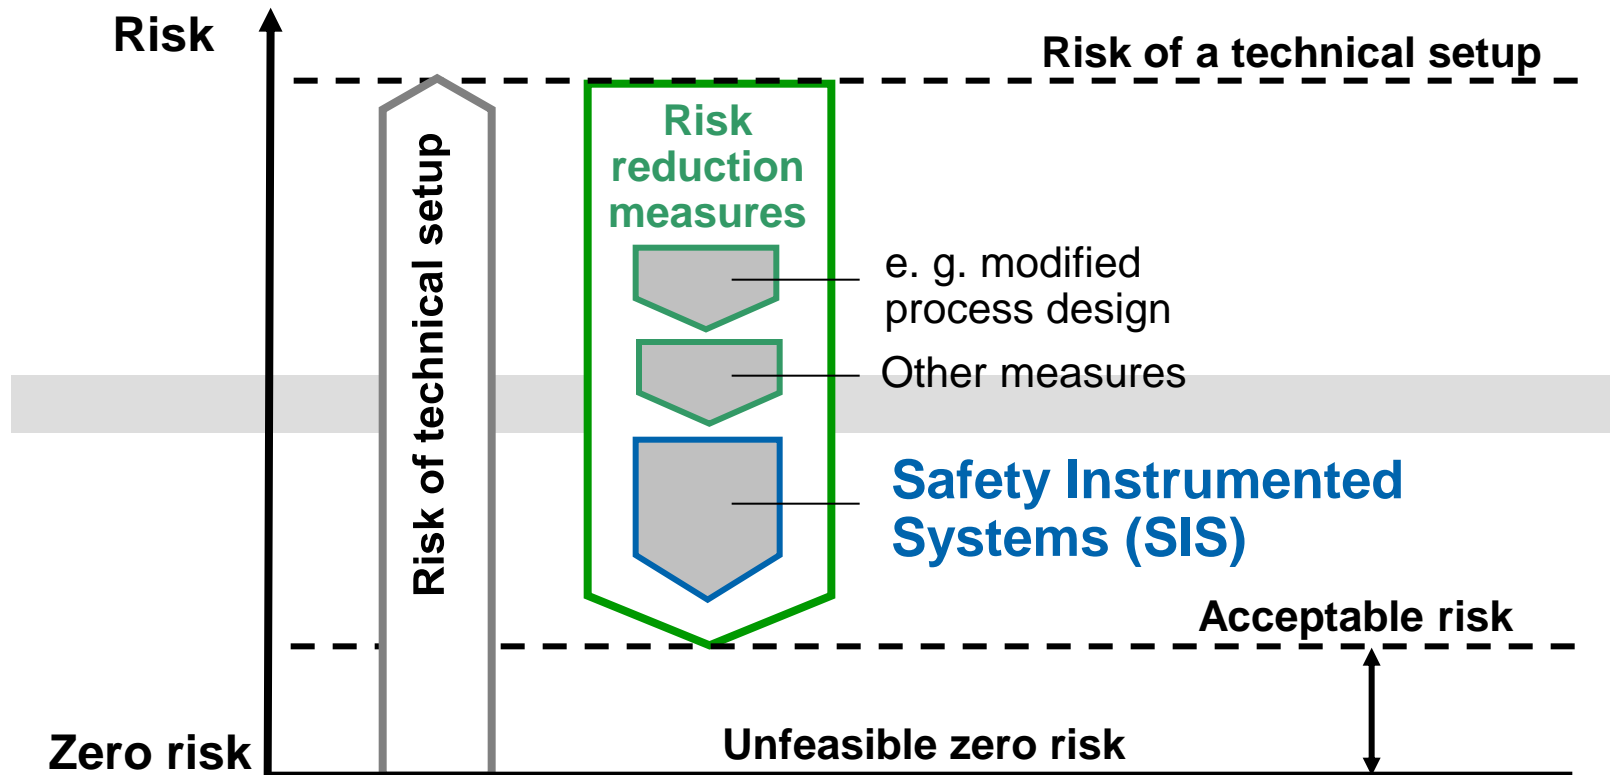 Risk
Risk of a technical setup
Risk of technical setup
Risk
reduction
measures
e. g. modified
process design
Other measures
Safety Instrumented
Systems (SIS)
Acceptable risk
Unfeasible zero risk
Zero risk